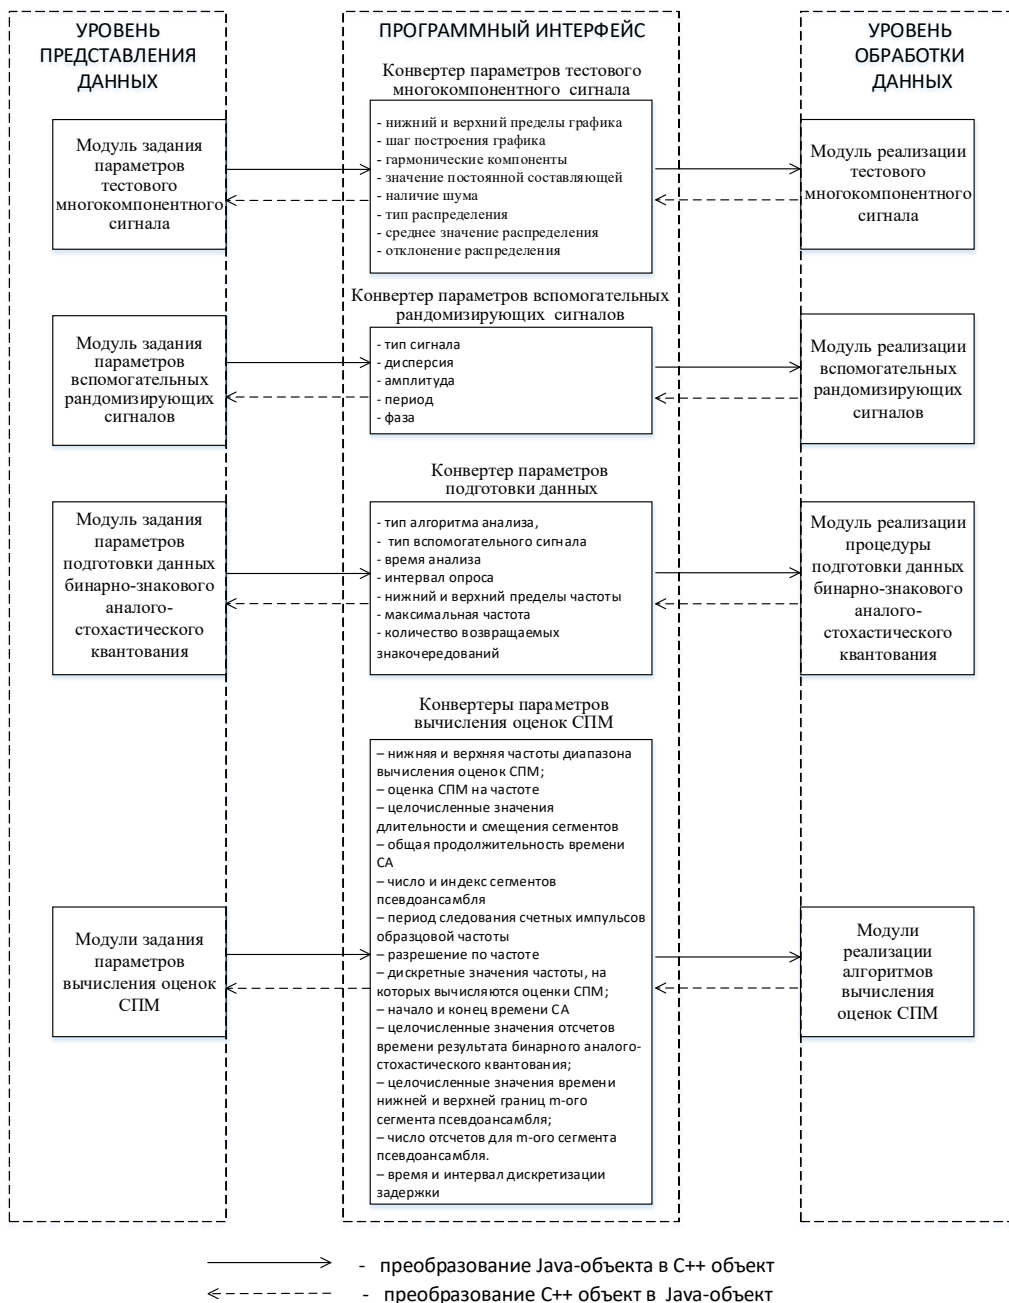 УРОВЕНЬ
ПРЕДСТАВЛЕНИЯ
ДАННЫХ
Модуль задания
параметров
тестового
многокомпонентного
сигнала
Модуль задания
параметров
вспомогательных
рандомизирующих
сигналов
Модуль задания
параметров
подготовки данных
бинарно-знакового
аналого-
стохастического
квантования
Модули задания
параметров
вычисления оценок
СПМ
ПРОГРАММНЫЙ ИНТЕРФЕЙС
Конвертер параметров тестового
многокомпонентного сигнала
- нижний и верхний пределы графика
- шаг построения графика
- гармонические компоненты
- значение постоянной составляющей
- наличие шума
- тип распределения
- среднее значение распределения
- отклонение распределения
Конвертер параметров вспомогательных
рандомизирующих сигналов
- тип сигнала
- дисперсия
- амплитуда
- период
- фаза
Конвертер параметров
подготовки данных
- тип алгоритма анализа,
- тип вспомогательного сигнала
- время анализа
- интервал опроса
- нижний и верхний пределы частоты
- максимальная частота
- количество возвращаемых
знакочередований
Конвертеры параметров
вычисления оценок СПМ
– нижняя и верхняя частоты диапазона
вычисления оценок СПМ;
– оценка СПМ на частоте
– целочисленные значения
длительности и смещения сегментов
– общая продолжительность времени
СА
– число и индекс сегментов
псевдоансамбля
– период следования счетных импульсов
образцовой частоты
– разрешение по частоте
– дискретные значения частоты, на
которых вычисляются оценки СПМ;
– начало и конец времени СА
– целочисленные значения отсчетов
времени результата бинарного аналого-
стохастического квантования;
– целочисленные значения времени
нижней и верхней границ m-ого
сегмента псевдоансамбля;
– число отсчетов для m-ого сегмента
псевдоансамбля.
– время и интервал дискретизации
задержки
УРОВЕНЬ
ОБРАБОТКИ
ДАННЫХ
Модуль реализации
тестового
многокомпонентного
сигнала
Модуль реализации
вспомогательных
рандомизирующих
сигналов
Модуль реализации
процедуры
подготовки данных
бинарно-знакового
аналого-
стохастического
квантования
Модули
реализации
алгоритмов
вычисления
оценок СПМ
- преобразование Java-объекта в C++ объект
- преобразование C++ объект в Java-объект